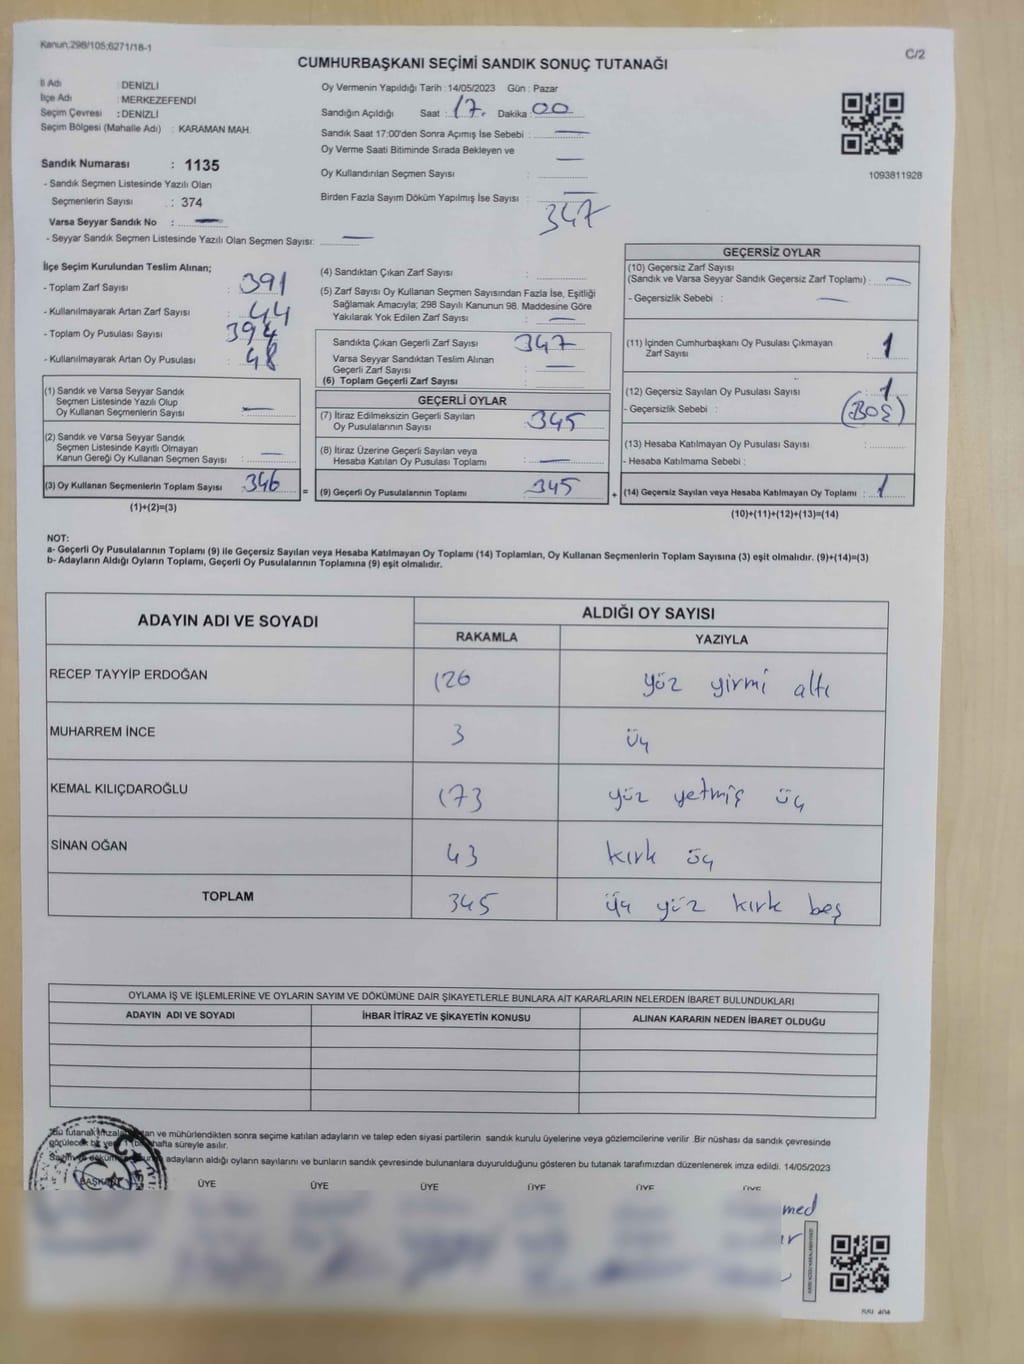 Kanun:298/105;6271/18-1
C/2
CUMHURBAŞKANI SEÇİMİ SANDIK SONUÇ TUTANAĞI
İl Adı : DENİZLİ
İlçe Adı : MERKEZEFENDİ
Seçim Çevresi : DENİZLİ
Seçim Bölgesi (Mahalle Adı) : KARAMAN MAH.
Sandık Numarası : 1135
- Sandık Seçmen Listesinde Yazılı Olan
Seçmenlerin Sayısı : 374
Varsa Seyyar Sandık No : —
- Seyyar Sandık Seçmen Listesinde Yazılı Olan Seçmen Sayısı: —
Oy Vermenin Yapıldığı Tarih : 14/05/2023 Gün : Pazar
Sandığın Açıldığı Saat : 17. Dakika : 00
Sandık Saat 17:00'den Sonra Açımış İse Sebebi : —
Oy Verme Saati Bitiminde Sırada Bekleyen ve
Oy Kullandırılan Seçmen Sayısı : —
Birden Fazla Sayım Döküm Yapılmış İse Sayısı : —
347
1093811928
İlçe Seçim Kurulundan Teslim Alınan;
- Toplam Zarf Sayısı : 391
- Kullanılmayarak Artan Zarf Sayısı : 44
- Toplam Oy Pusulası Sayısı : 394
- Kullanılmayarak Artan Oy Pusulası : 48
(1) Sandık ve Varsa Seyyar Sandık
Seçmen Listesinde Yazılı Olup
Oy Kullanan Seçmenlerin Sayısı : —
(2) Sandık ve Varsa Seyyar Sandık
Seçmen Listesinde Kayıtlı Olmayan
Kanun Gereği Oy Kullanan Seçmen Sayısı : —
(3) Oy Kullanan Seçmenlerin Toplam Sayısı : 346
(1)+(2)=(3)
=
(4) Sandıktan Çıkan Zarf Sayısı :
(5) Zarf Sayısı Oy Kullanan Seçmen Sayısından Fazla İse, Eşitliği
Sağlamak Amacıyla; 298 Sayılı Kanunun 98. Maddesine Göre
Yakılarak Yok Edilen Zarf Sayısı : —
Sandıkta Çıkan Geçerli Zarf Sayısı : 347
Varsa Seyyar Sandıktan Teslim Alınan
Geçerli Zarf Sayısı : —
(6) Toplam Geçerli Zarf Sayısı :
GEÇERLİ OYLAR
(7) İtiraz Edilmeksizin Geçerli Sayılan
Oy Pusulalarının Sayısı : 345
(8) İtiraz Üzerine Geçerli Sayılan veya
Hesaba Katılan Oy Pusulası Toplamı : —
(9) Geçerli Oy Pusulalarının Toplamı : 345
+
GEÇERSİZ OYLAR
(10) Geçersiz Zarf Sayısı
(Sandık ve Varsa Seyyar Sandık Geçersiz Zarf Toplamı) : —
- Geçersizlik Sebebi : —
(11) İçinden Cumhurbaşkanı Oy Pusulası Çıkmayan
Zarf Sayısı : 1
(12) Geçersiz Sayılan Oy Pusulası Sayısı : 1
- Geçersizlik Sebebi : (BOŞ)
(13) Hesaba Katılmayan Oy Pusulası Sayısı :
- Hesaba Katılmama Sebebi :
(14) Geçersiz Sayılan veya Hesaba Katılmayan Oy Toplamı : 1
(10)+(11)+(12)+(13)=(14)
NOT:
a- Geçerli Oy Pusulalarının Toplamı (9) ile Geçersiz Sayılan veya Hesaba Katılmayan Oy Toplamı (14) Toplamları, Oy Kullanan Seçmenlerin Toplam Sayısına (3) eşit olmalıdır. (9)+(14)=(3)
b- Adayların Aldığı Oyların Toplamı, Geçerli Oy Pusulalarının Toplamına (9) eşit olmalıdır.
ADAYIN ADI VE SOYADI
ALDIĞI OY SAYISI
RAKAMLA YAZIYLA
RECEP TAYYİP ERDOĞAN 126 yüz yirmi altı
MUHARREM İNCE 3 üç
KEMAL KILIÇDAROĞLU 173 yüz yetmiş üç
SİNAN OĞAN 43 kırk üç
TOPLAM 345 üç yüz kırk beş
OYLAMA İŞ VE İŞLEMLERİNE VE OYLARIN SAYIM VE DÖKÜMÜNE DAİR ŞİKAYETLERLE BUNLARA AİT KARARLARIN NELERDEN İBARET BULUNDUKLARI
ADAYIN ADI VE SOYADI İHBAR İTİRAZ VE ŞİKAYETİN KONUSU ALINAN KARARIN NEDEN İBARET OLDUĞU
Bu tutanak ve mühürlendikten sonra seçime katılan adayların ve talep eden siyasi partilerin sandık kurulu üyelerine veya gözlemcilerine verilir .Bir nüshası da sandık çevresinde
görülecek bir hafta süreyle asılır.
adayların aldığı oyların sayılarını ve bunların sandık çevresinde bulunanlara duyurulduğunu gösteren bu tutanak tarafımızdan düzenlenerek imza edildi. 14/05/2023
BAŞKAN ÜYE ÜYE ÜYE ÜYE ÜYE ÜYE
med